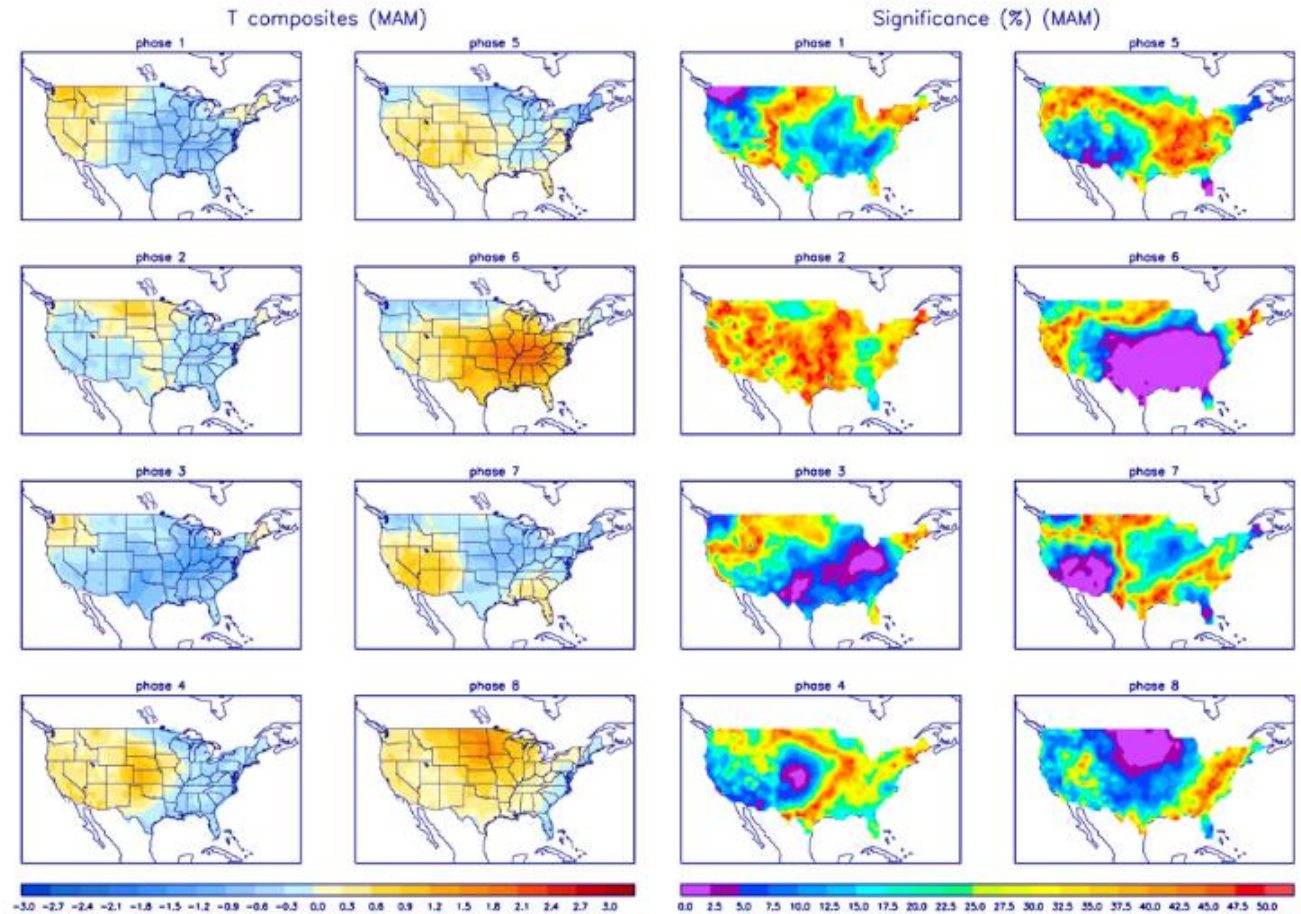 T composites (MAM) Significance (%) (MAM)
phase 1 phase 5 phase 1 phase 5
phase 2 phase 6 phase 2 phase 6
phase 3 phase 7 phase 3 phase 7
phase 4 phase 8 phase 4 phase 8
-3.0 -2.7 -2.4 -2.1 -1.8 -1.5 -1.2 -0.9 -0.6 -0.3 0.0 0.3 0.6 0.9 1.2 1.5 1.8 2.1 2.4 2.7 3.0 0.0 2.5 5.0 7.5 10.0 12.5 15.0 17.5 20.0 22.5 25.0 27.5 30.0 32.5 35.0 37.5 40.0 42.5 45.0 47.5 50.0